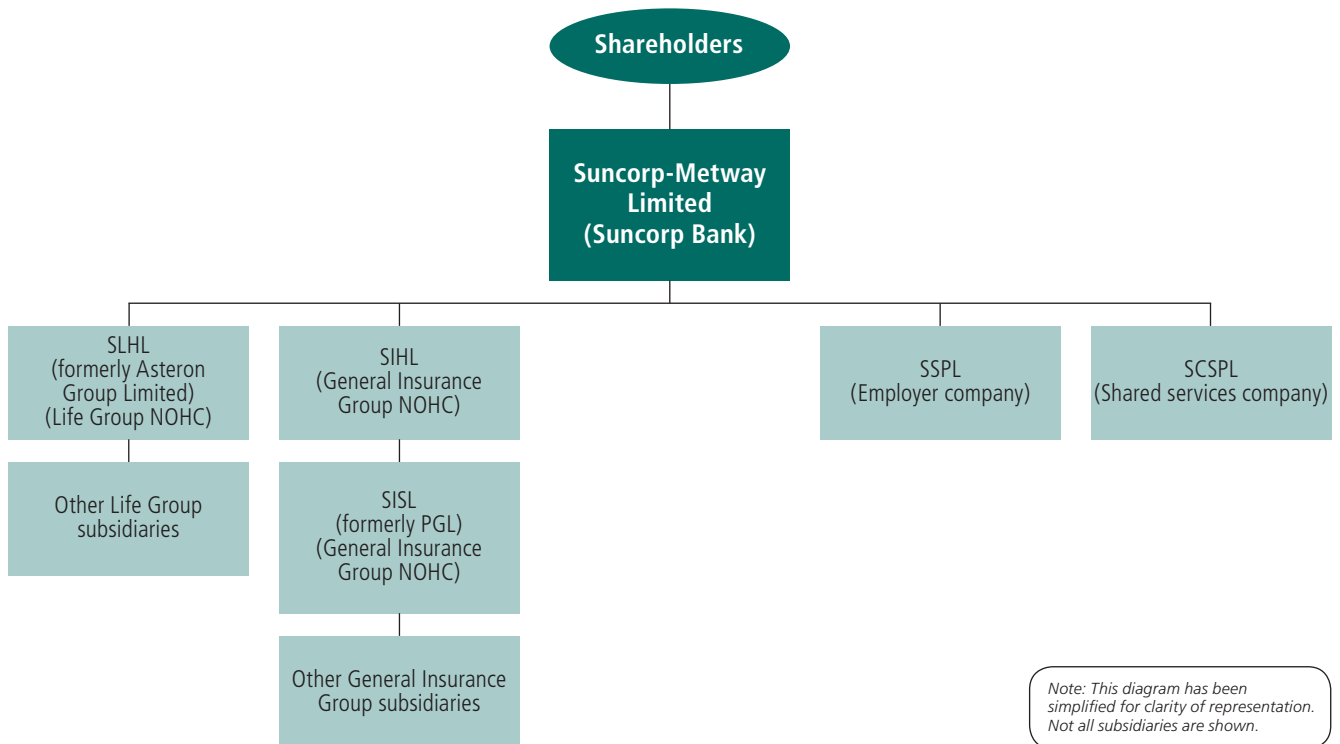 Shareholders
Suncorp-Metway
Limited
(Suncorp Bank)
SLHL
(formerly Asteron
Group Limited)
(Life Group NOHC)
SIHL
(General Insurance
Group NOHC)
SSPL
(Employer company)
SCSPL
(Shared services company)
Other Life Group
subsidiaries
SISL
(formerly PGL)
(General Insurance
Group NOHC)
Other General Insurance
Group subsidiaries
Note: This diagram has been
simplified for clarity of representation.
Not all subsidiaries are shown.